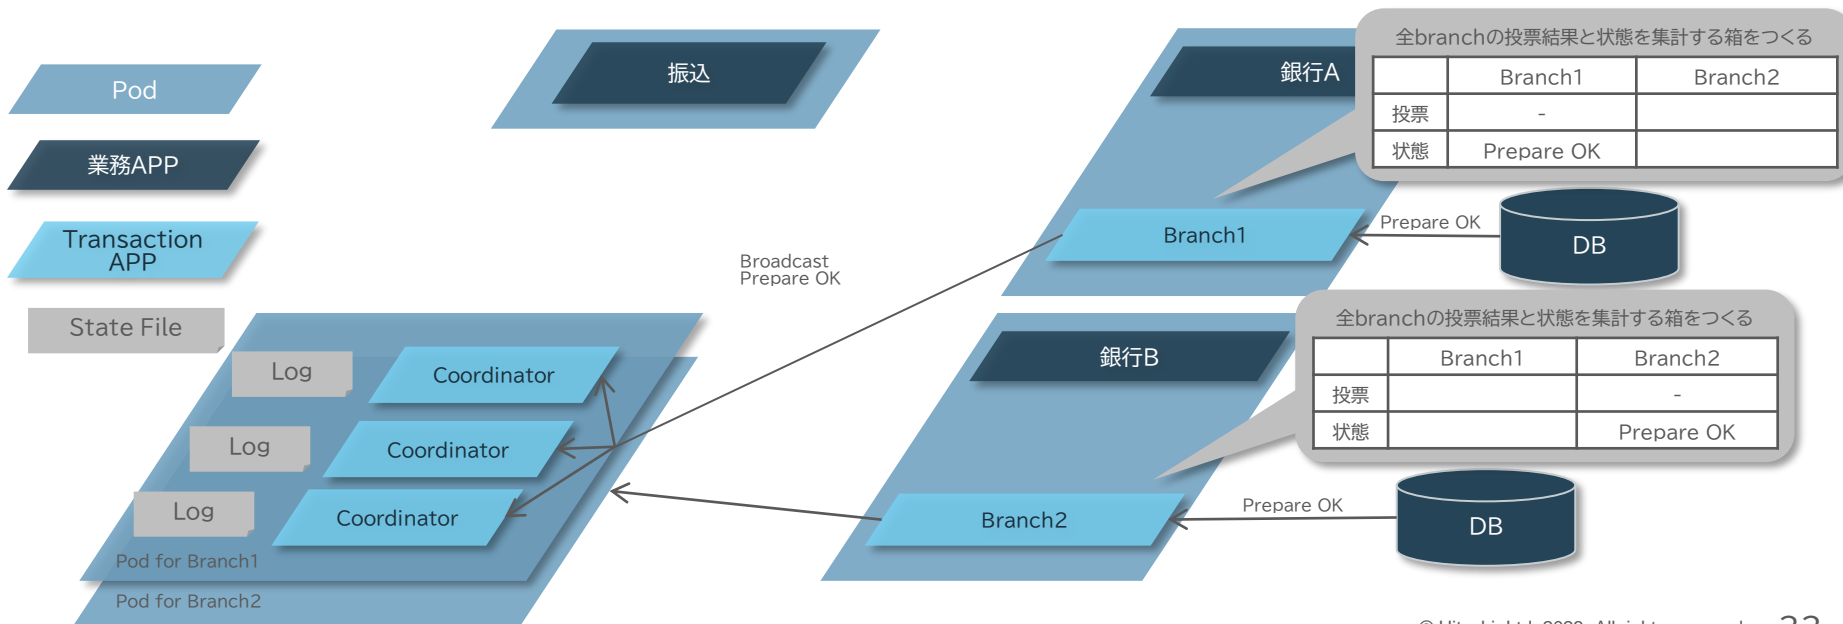 Pod
業務APP
Transaction
APP
State File
振込
銀行A
全branchの投票結果と状態を集計する箱をつくる
Branch1 Branch2
投票 -
状態 Prepare OK
Branch1
Prepare OK
DB
Broadcast
Prepare OK
銀行B
全branchの投票結果と状態を集計する箱をつくる
Branch1 Branch2
投票 -
状態 Prepare OK
Branch2
Prepare OK
DB
Log
Coordinator
Log
Coordinator
Log
Coordinator
Pod for Branch1
Pod for Branch2